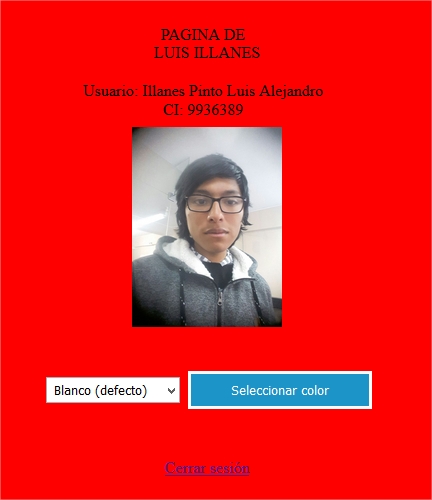 PAGINA DE
LUIS ILLANES
Usuario: Illanes Pinto Luis Alejandro
CI: 9936389
Blanco (defecto)
Seleccionar color
Cerrar sesión